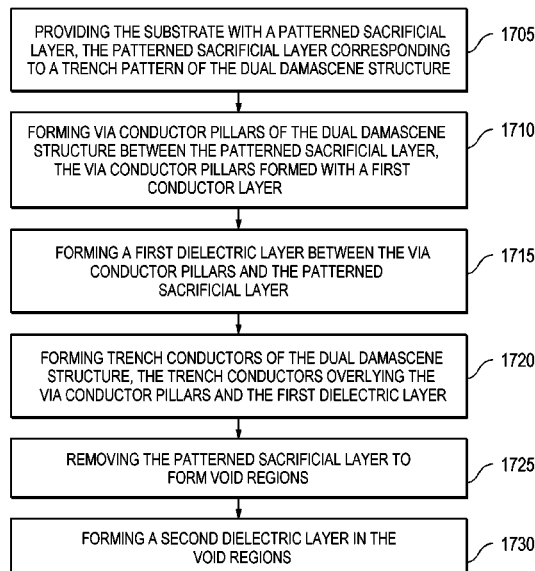 PROVIDING THE SUBSTRATE WITH A PATTERNED SACRIFICIAL
LAYER, THE PATTERNED SACRIFICIAL LAYER CORRESPONDING
TO A TRENCH PATTERN OF THE DUAL DAMASCENE STRUCTURE
1705
FORMING VIA CONDUCTOR PILLARS OF THE DUAL DAMASCENE
STRUCTURE BETWEEN THE PATTERNED SACRIFICIAL LAYER,
THE VIA CONDUCTOR PILLARS FORMED WITH A FIRST
CONDUCTOR LAYER
1710
FORMING A FIRST DIELECTRIC LAYER BETWEEN THE VIA
CONDUCTOR PILLARS AND THE PATTERNED
SACRIFICIAL LAYER
1715
FORMING TRENCH CONDUCTORS OF THE DUAL DAMASCENE
STRUCTURE, THE TRENCH CONDUCTORS OVERLYING THE
VIA CONDUCTOR PILLARS AND THE FIRST DIELECTRIC LAYER
1720
REMOVING THE PATTERNED SACRIFICIAL LAYER TO
FORM VOID REGIONS
1725
FORMING A SECOND DIELECTRIC LAYER IN THE
VOID REGIONS
1730